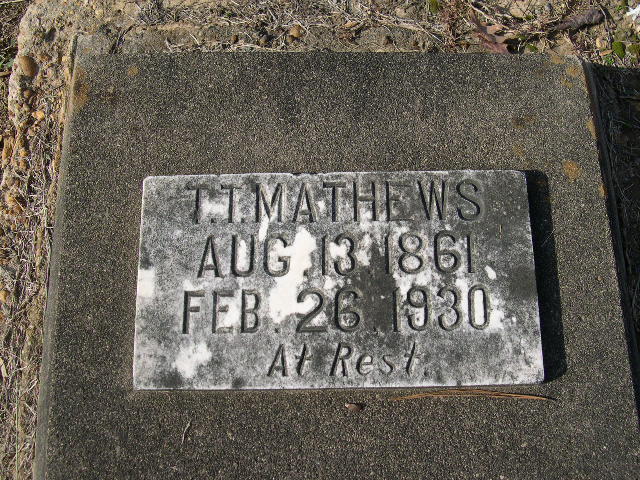 T.T. MATHEWS
AUG. 13 1861
FEB. 26. 1930
At Rest.